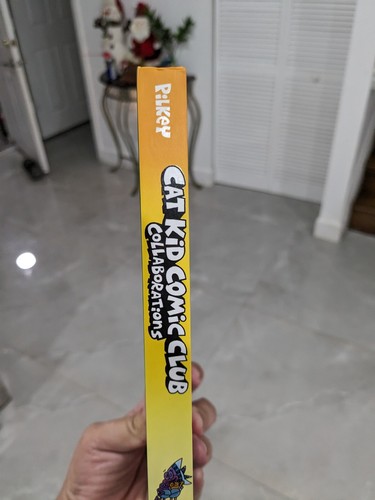 PiLKEY
CAT KiD COMiC CLUB
COLLABORATiONS